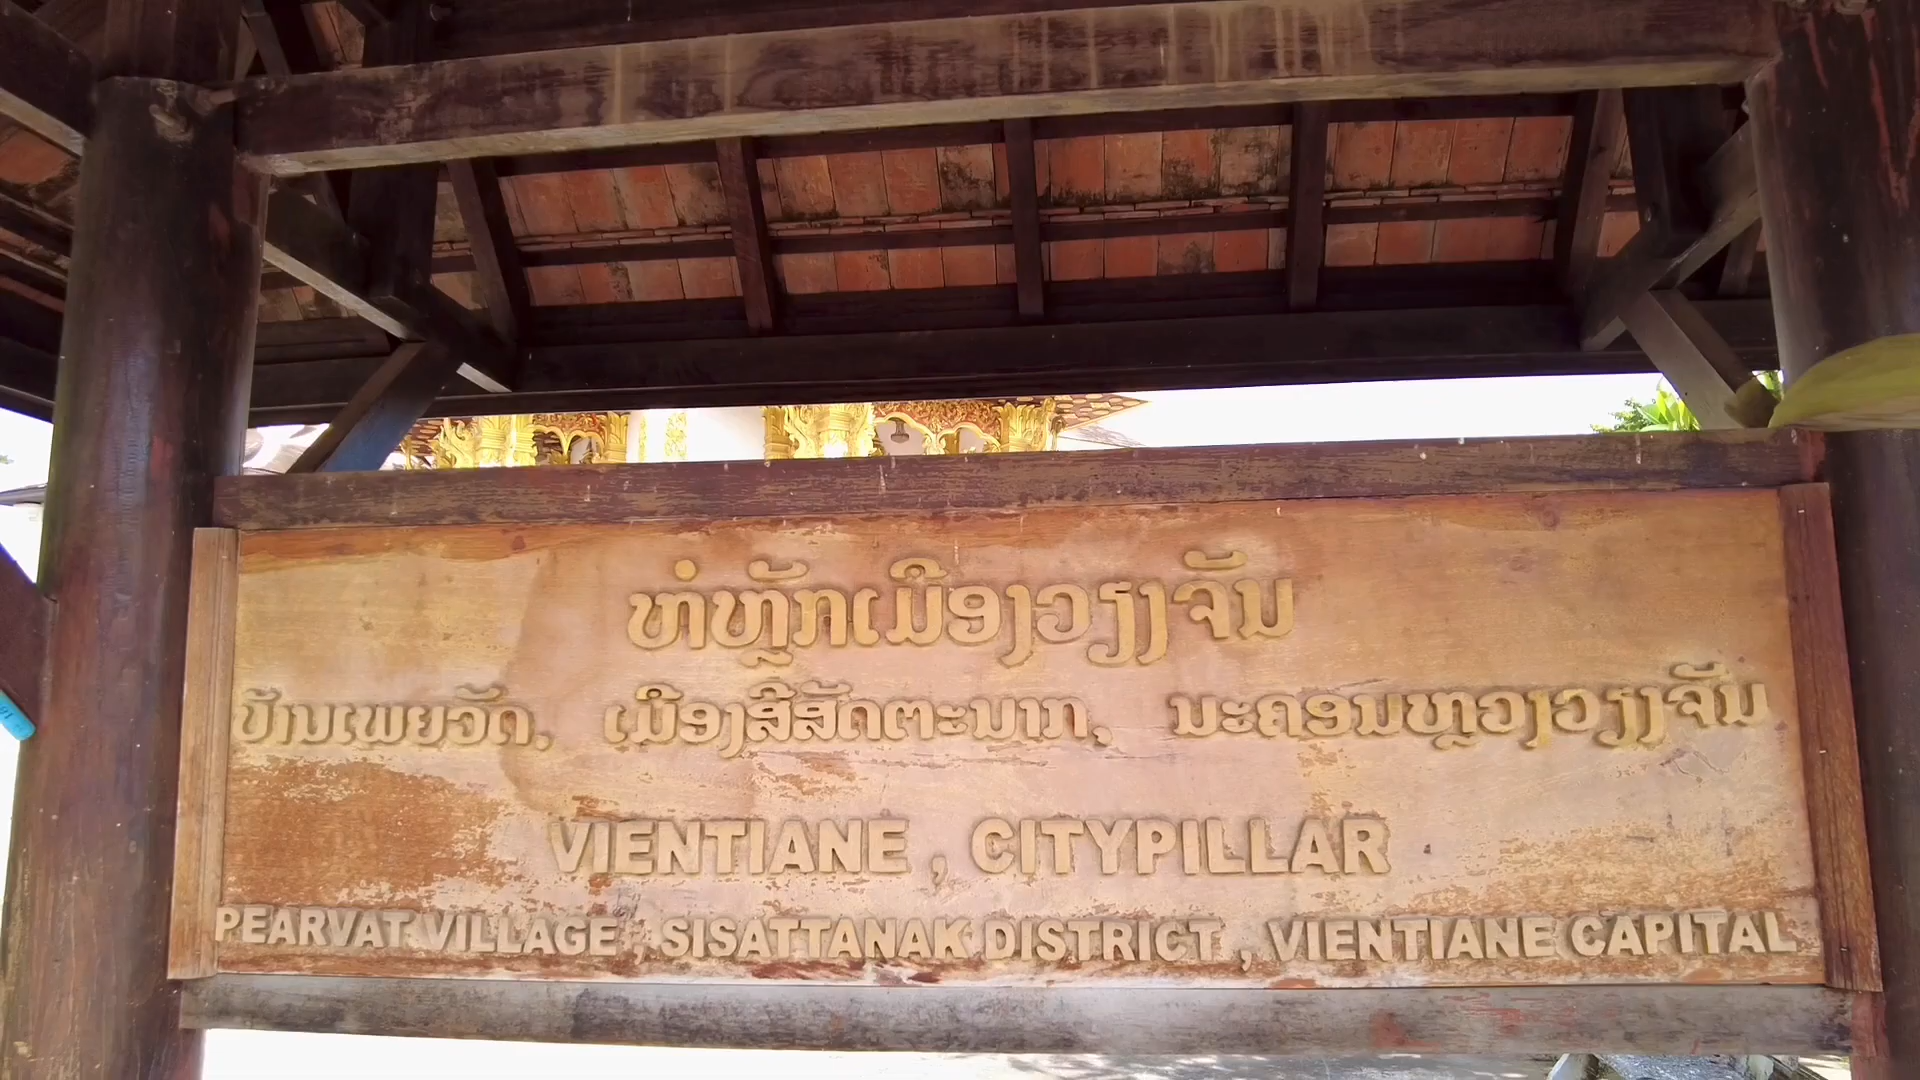 ຫໍຫຼັກເມືອງວຽງຈັນ
ບ້ານເພຍວັດ, ເມືອງສີສັດຕະນາກ, ນະຄອນຫຼວງວຽງຈັນ
VIENTIANE , CITYPILLAR
PEARVAT VILLAGE , SISATTANAK DISTRICT , VIENTIANE CAPITAL